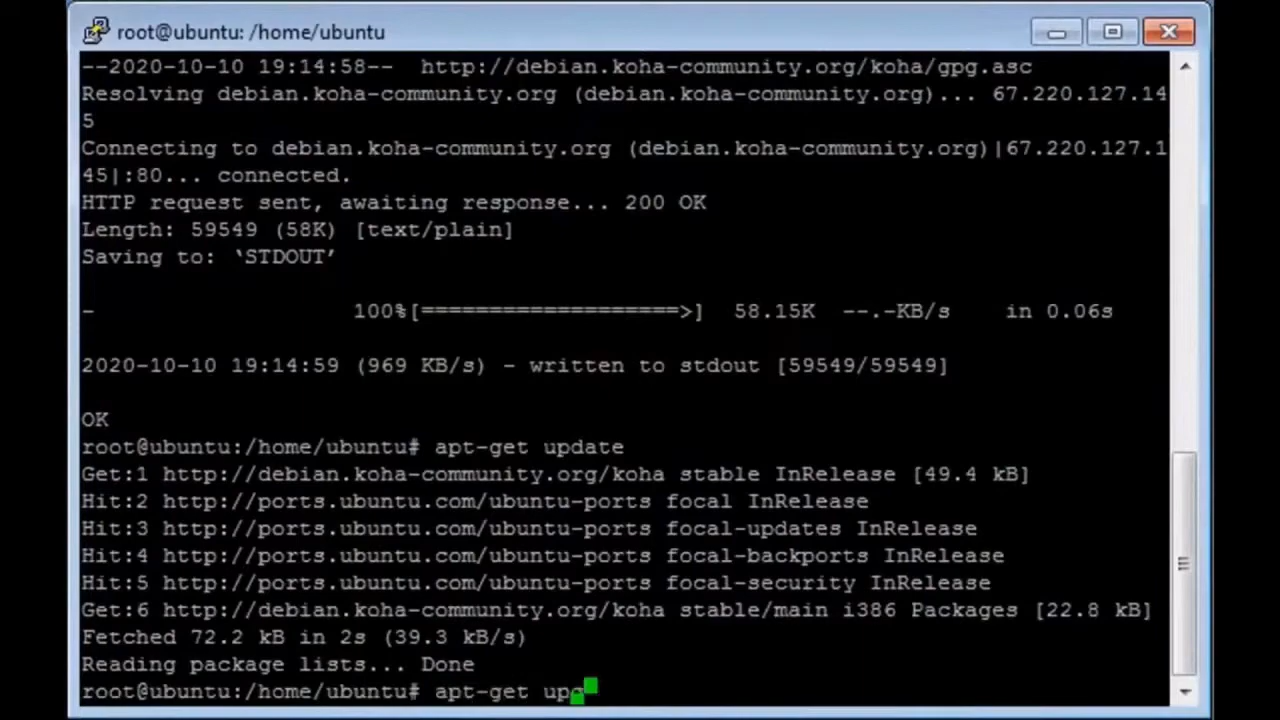 root@ubuntu: /home/ubuntu
--2020-10-10 19:14:58--  http://debian.koha-community.org/koha/gpg.asc
Resolving debian.koha-community.org (debian.koha-community.org)... 67.220.127.14
5
Connecting to debian.koha-community.org (debian.koha-community.org)|67.220.127.1
45|:80... connected.
HTTP request sent, awaiting response... 200 OK
Length: 59549 (58K) [text/plain]
Saving to: ‘STDOUT’
-                   100%[===================>]  58.15K  --.-KB/s    in 0.06s
2020-10-10 19:14:59 (969 KB/s) - written to stdout [59549/59549]
OK
root@ubuntu:/home/ubuntu# apt-get update
Get:1 http://debian.koha-community.org/koha stable InRelease [49.4 kB]
Hit:2 http://ports.ubuntu.com/ubuntu-ports focal InRelease
Hit:3 http://ports.ubuntu.com/ubuntu-ports focal-updates InRelease
Hit:4 http://ports.ubuntu.com/ubuntu-ports focal-backports InRelease
Hit:5 http://ports.ubuntu.com/ubuntu-ports focal-security InRelease
Get:6 http://debian.koha-community.org/koha stable/main i386 Packages [22.8 kB]
Fetched 72.2 kB in 2s (39.3 kB/s)
Reading package lists... Done
root@ubuntu:/home/ubuntu# apt-get